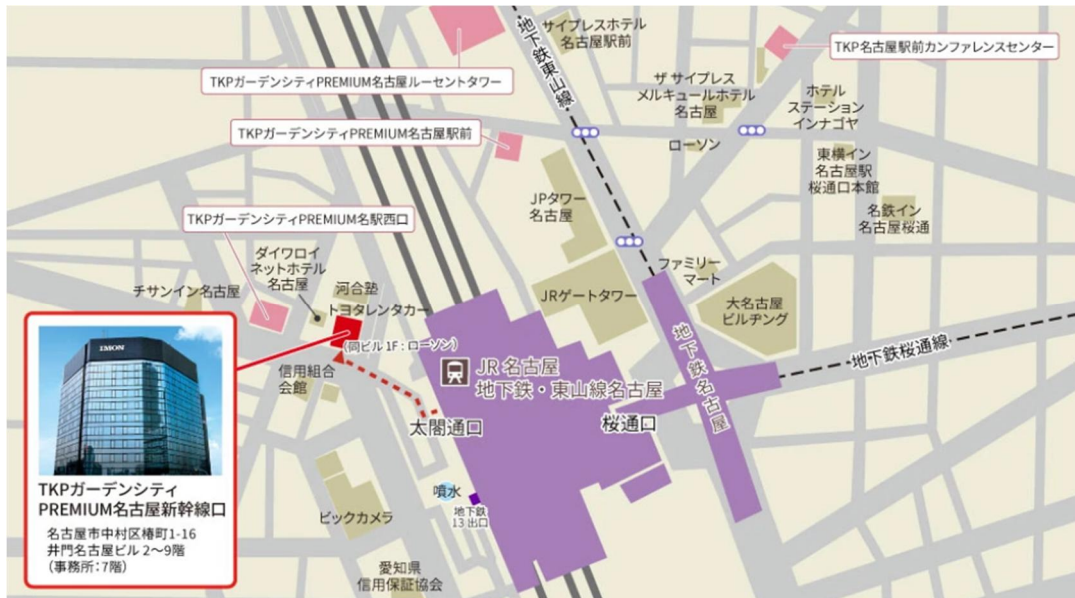 サイプレスホテル
名古屋駅前
地下鉄東山線
TKP名古屋駅前カンファレンスセンター
TKPガーデンシティPREMIUM名古屋ルーセントタワー
ザ サイプレス
メルキュールホテル
名古屋
ホテル
ステーション
インナゴヤ
TKPガーデンシティPREMIUM名古屋駅前
ローソン
東横イン
名古屋駅
桜通口本館
JPタワー
名古屋
TKPガーデンシティPREMIUM名駅西口
名鉄イン
名古屋桜通
ダイワロイ
ネットホテル
名古屋
ファミリー
マート
チサンイン名古屋
河合塾
トヨタレンタカー
JRゲートタワー
大名古屋
ビルヂング
(同ビル1F:ローソン)
地下鉄名古屋
地下鉄桜通線
IMON
信用組合
会館
JR 名古屋
地下鉄・東山線名古屋
太閤通口
桜通口
TKPガーデンシティ
PREMIUM名古屋新幹線口
名古屋市中村区椿町1-16
井門名古屋ビル 2〜9階
(事務所:7階)
噴水
地下鉄
13出口
ビックカメラ
愛知県
信用保証協会